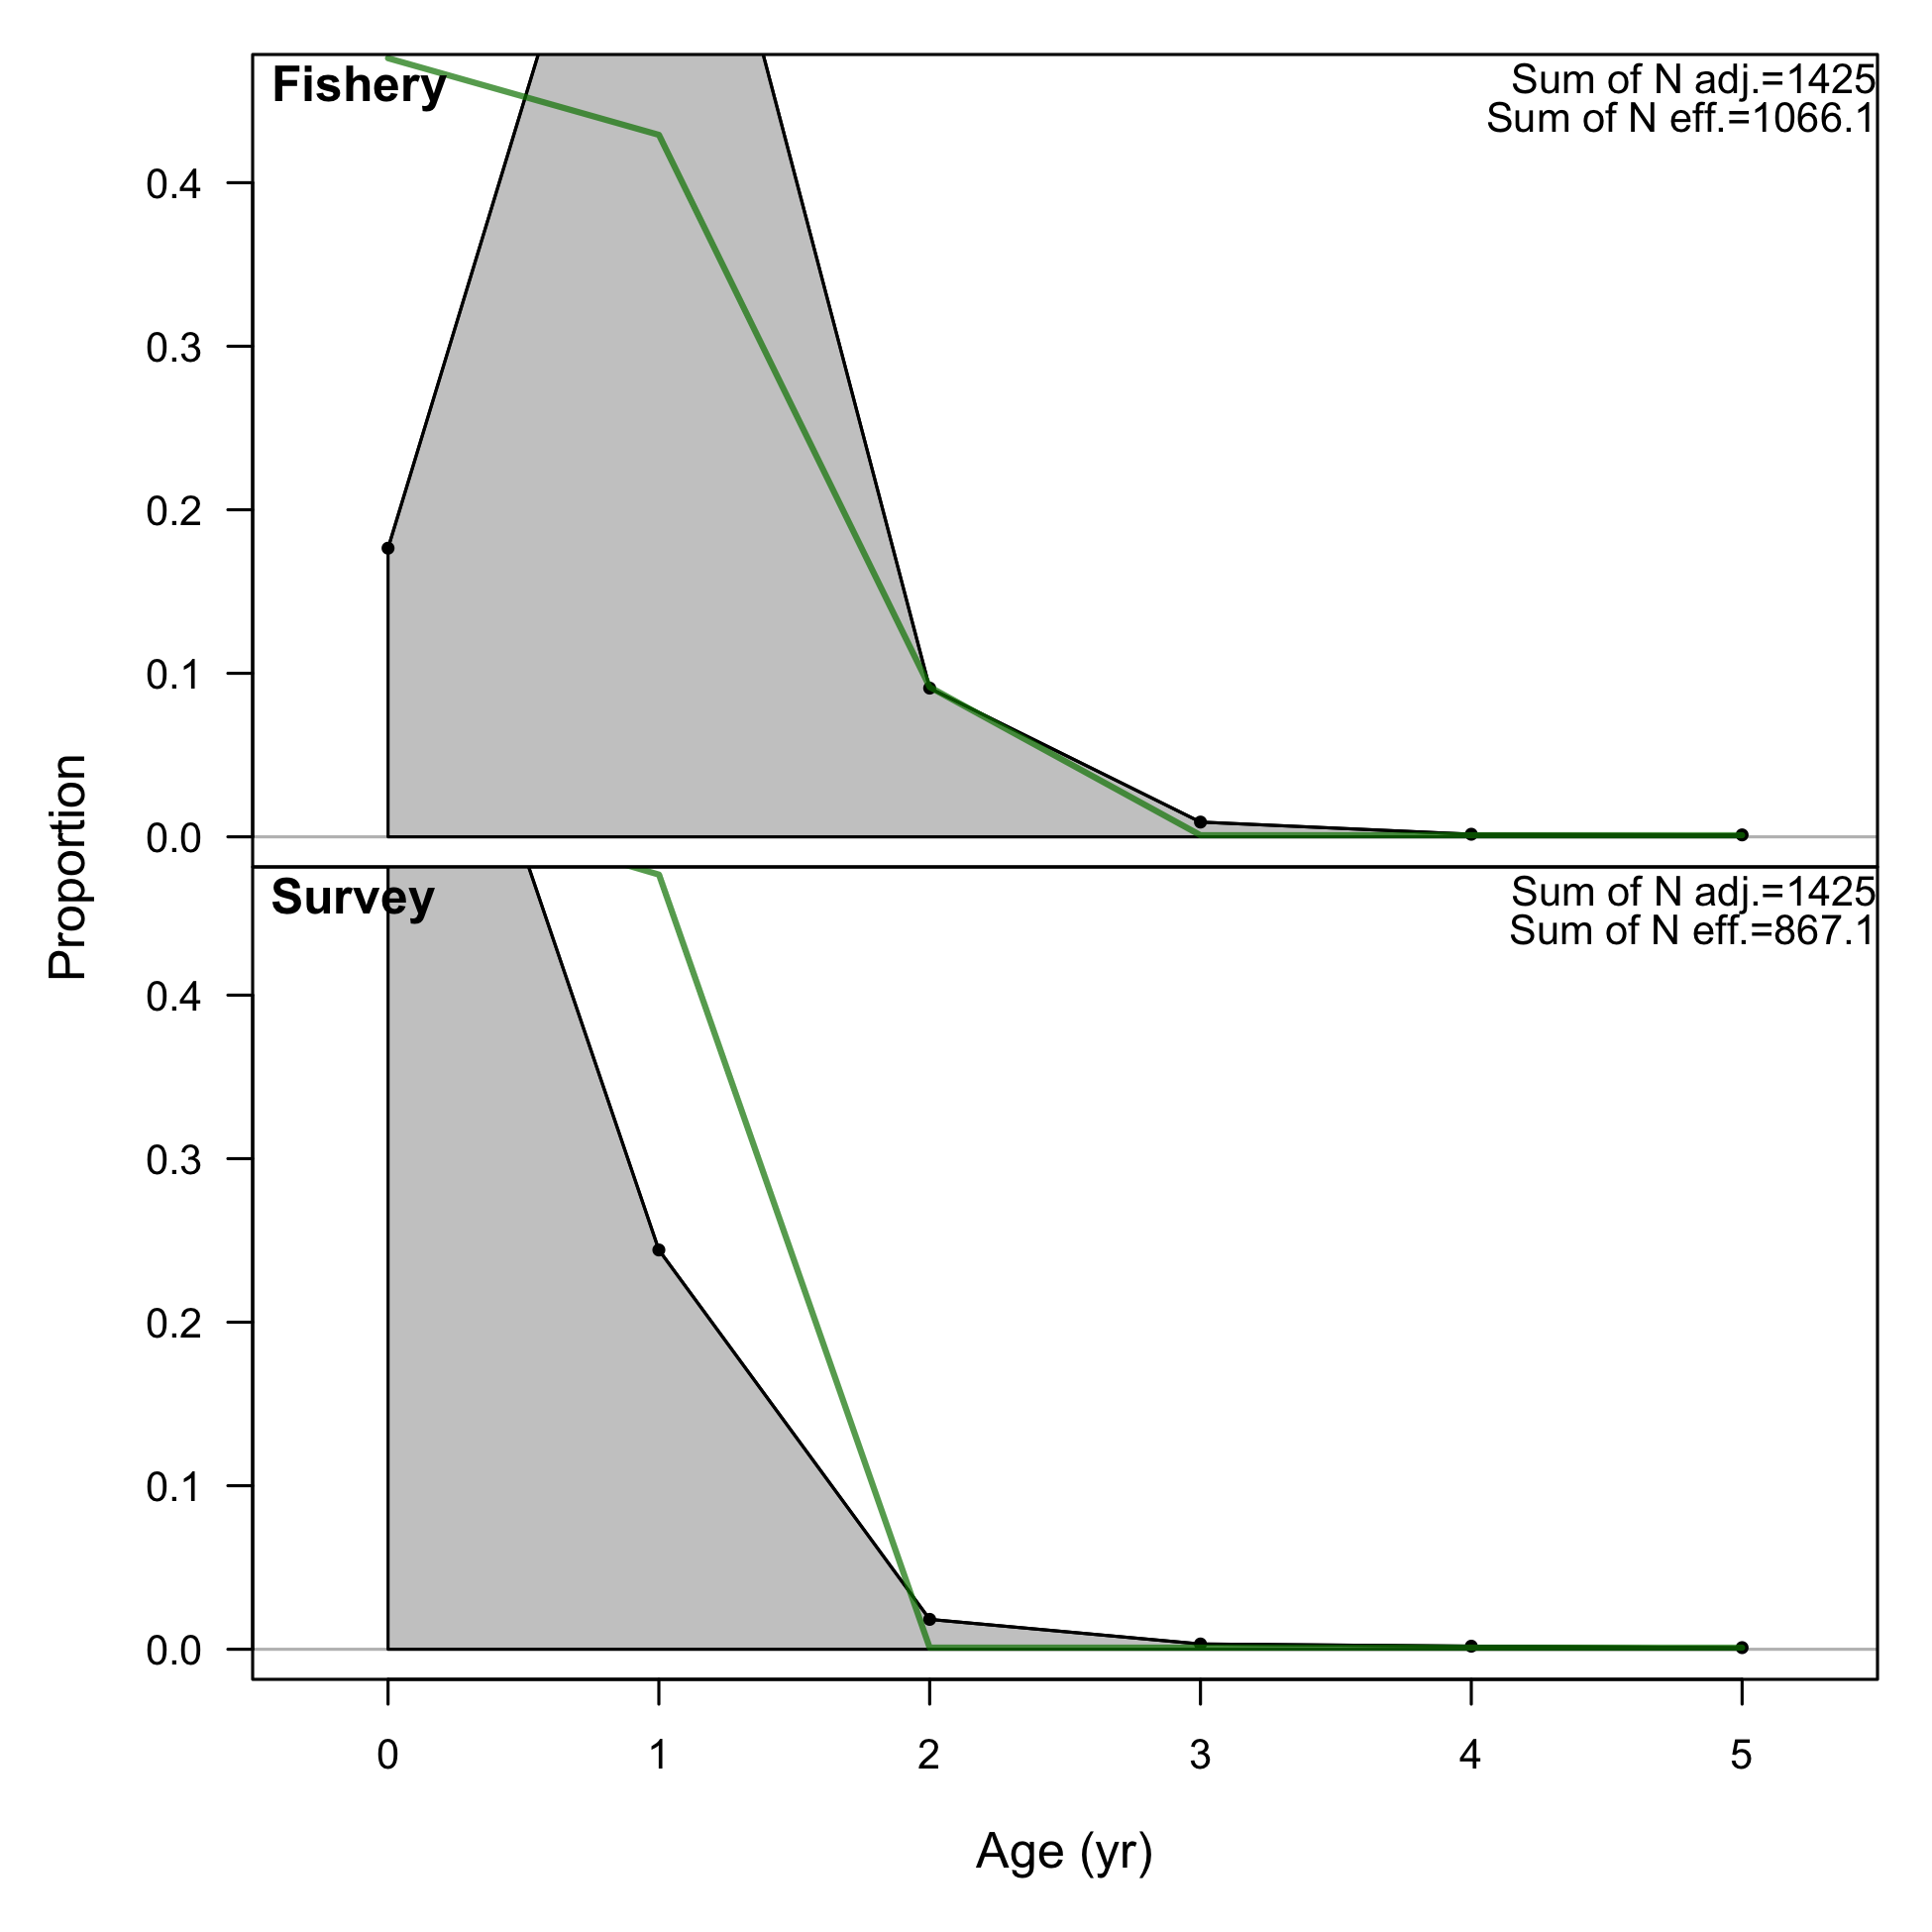 Fishery
Sum of N adj.=1425
Sum of N eff.=1066.1
0.4
0.3
0.2
0.1
0.0
Proportion
Survey
Sum of N adj.=1425
Sum of N eff.=867.1
0.4
0.3
0.2
0.1
0.0
0 1 2 3 4 5
Age (yr)